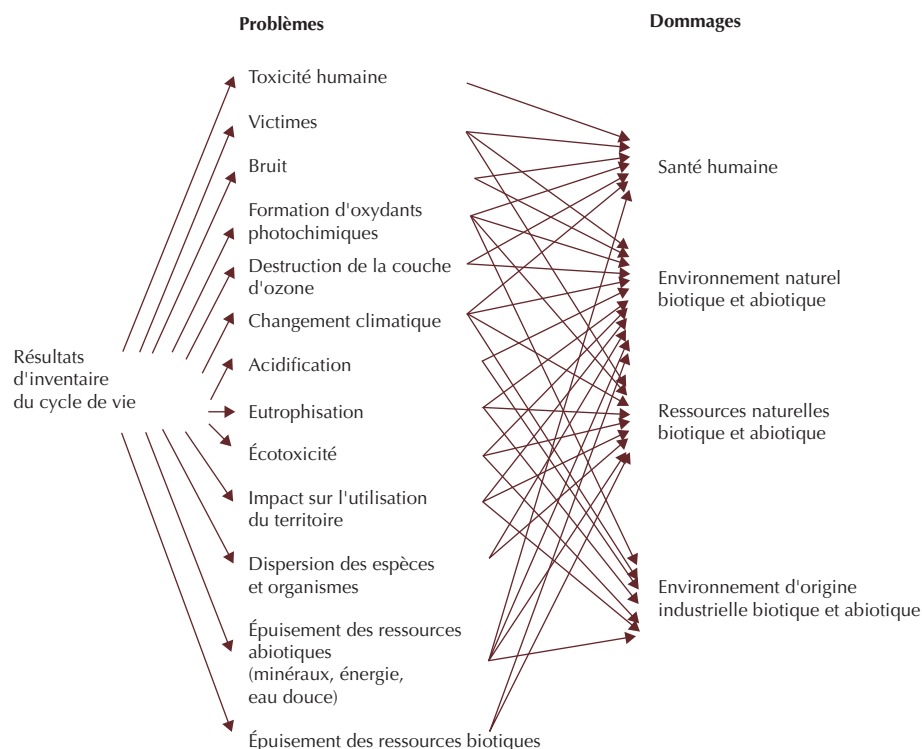 Problèmes
Dommages
Toxicité humaine
Victimes
Bruit
Formation d'oxydants
photochimiques
Destruction de la couche
d'ozone
Changement climatique
Acidification
Eutrophisation
Écotoxicité
Impact sur l'utilisation
du territoire
Dispersion des espèces
et organismes
Épuisement des ressources
abiotiques
(minéraux, énergie,
eau douce)
Épuisement des ressources biotiques
Résultats
d'inventaire
du cycle de vie
Santé humaine
Environnement naturel
biotique et abiotique
Ressources naturelles
biotique et abiotique
Environnement d'origine
industrielle biotique et abiotique